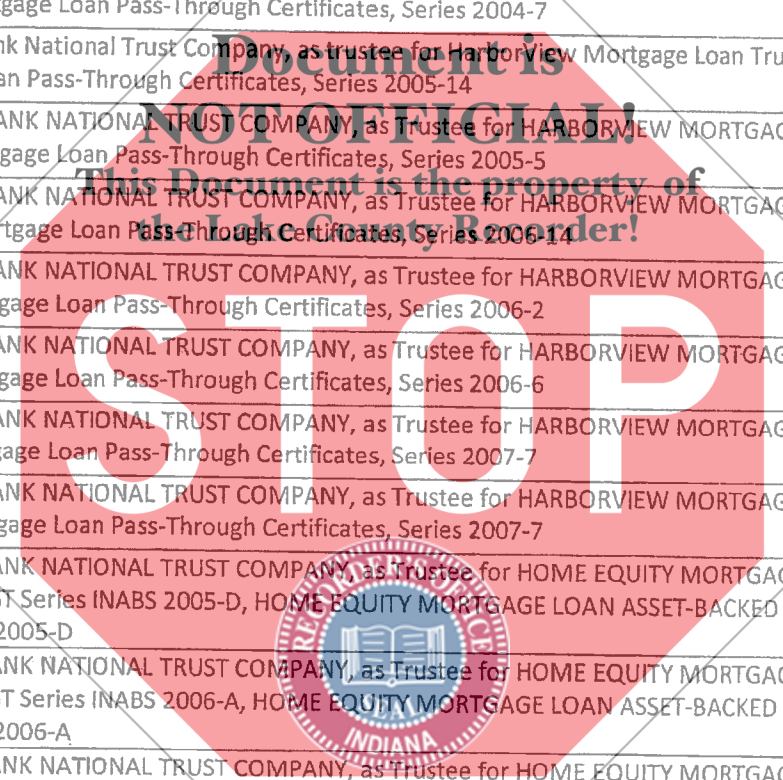 gage Loan Pass-Through Certificates, Series 2004-7
nk National Trust Company, as trustee for HarborView Mortgage Loan Tru
an Pass-Through Certificates, Series 2005-14
ANK NATIONAL TRUST COMPANY, as Trustee for HARBORVIEW MORTGAG
gage Loan Pass-Through Certificates, Series 2005-5
ANK NATIONAL TRUST COMPANY, as Trustee for HARBORVIEW MORTGAG
rtgage Loan Pass-Through Certificates, Series 2006-14
ANK NATIONAL TRUST COMPANY, as Trustee for HARBORVIEW MORTGAG
gage Loan Pass-Through Certificates, Series 2006-2
ANK NATIONAL TRUST COMPANY, as Trustee for HARBORVIEW MORTGAG
gage Loan Pass-Through Certificates, Series 2006-6
ANK NATIONAL TRUST COMPANY, as Trustee for HARBORVIEW MORTGAG
gage Loan Pass-Through Certificates, Series 2007-7
ANK NATIONAL TRUST COMPANY, as Trustee for HARBORVIEW MORTGAG
gage Loan Pass-Through Certificates, Series 2007-7
ANK NATIONAL TRUST COMPANY, as Trustee for HOME EQUITY MORTGAG
ST Series INABS 2005-D, HOME EQUITY MORTGAGE LOAN ASSET-BACKED
2005-D
ANK NATIONAL TRUST COMPANY, as Trustee for HOME EQUITY MORTGAG
ST Series INABS 2006-A, HOME EQUITY MORTGAGE LOAN ASSET-BACKED
2006-A
ANK NATIONAL TRUST COMPANY, as Trustee for HOME EQUITY MORTGAG
Document is
NOT OFFICIAL!
This Document is the property of
the Lake County Recorder!
STOP
RECORDER'S OFFICE
SEAL
INDIANA